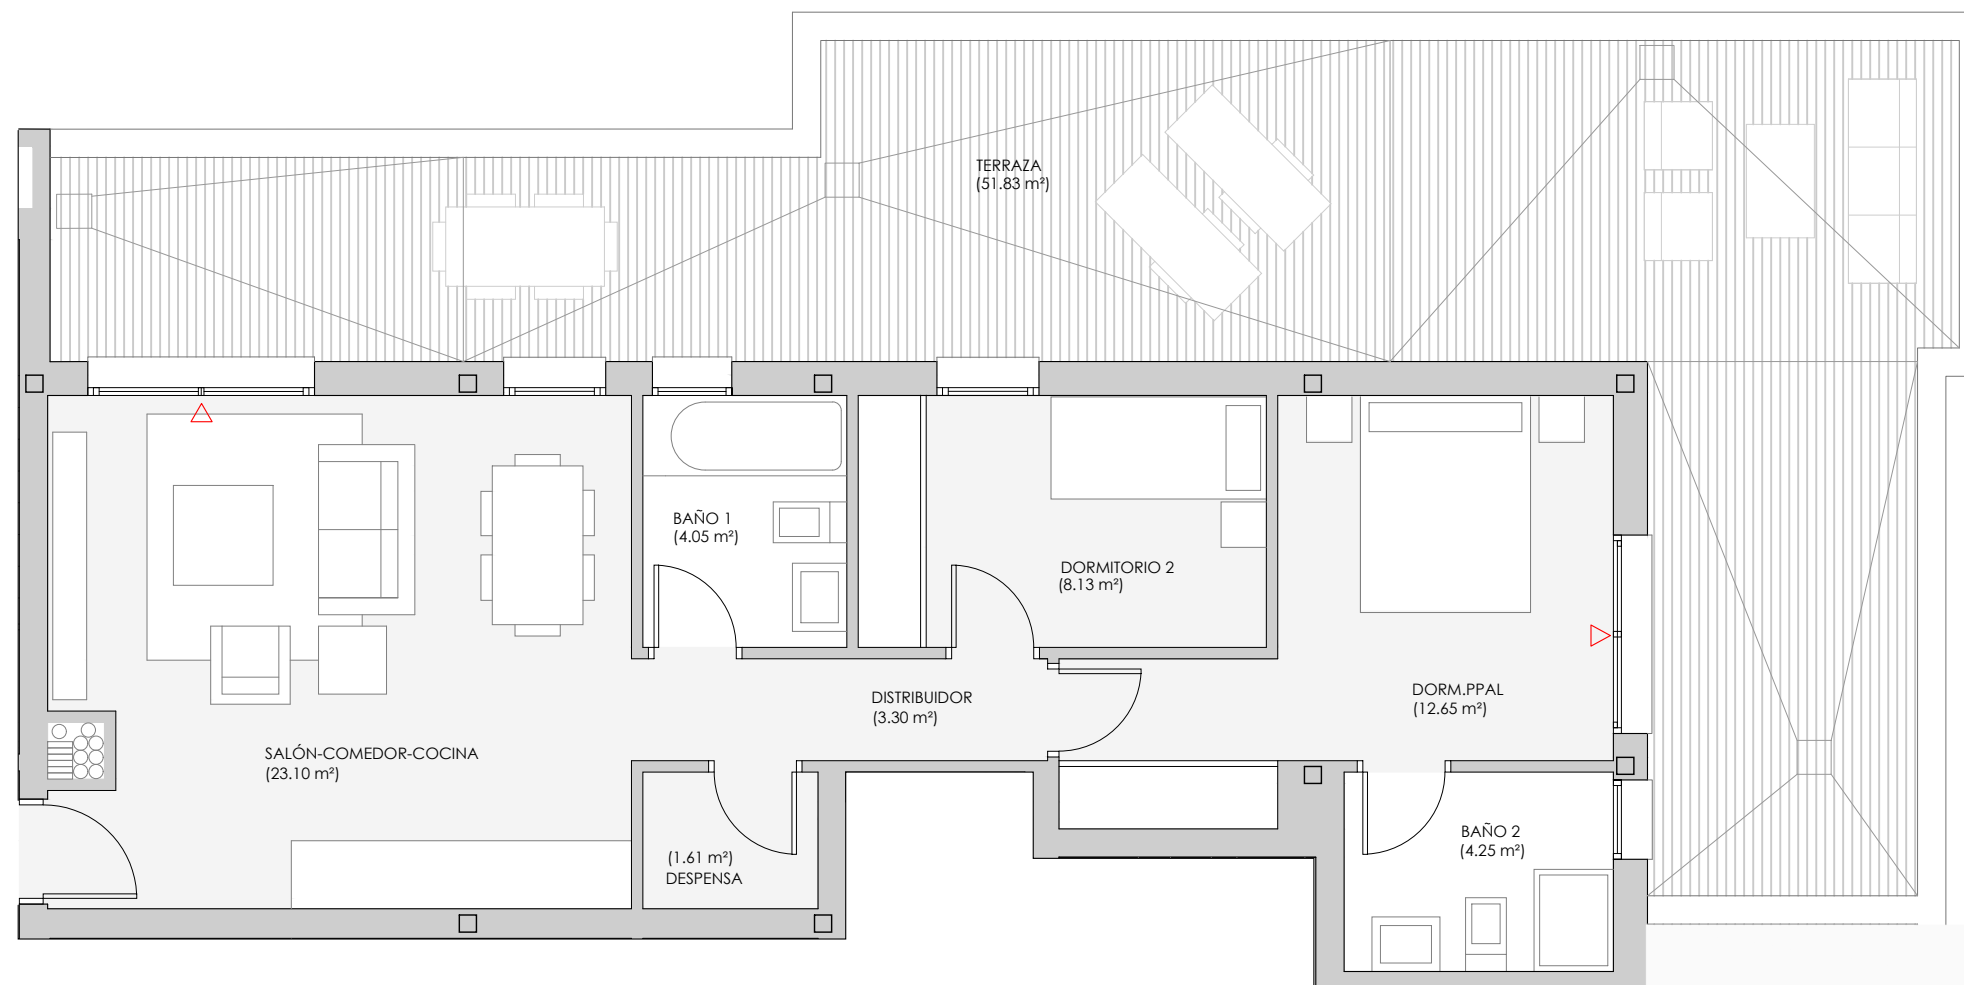 TERRAZA
(51.83 m²)
BAÑO 1
(4.05 m²)
DORMITORIO 2
(8.13 m²)
DISTRIBUIDOR
(3.30 m²)
DORM.PPAL
(12.65 m²)
SALÓN-COMEDOR-COCINA
(23.10 m²)
(1.61 m²)
DESPENSA
BAÑO 2
(4.25 m²)